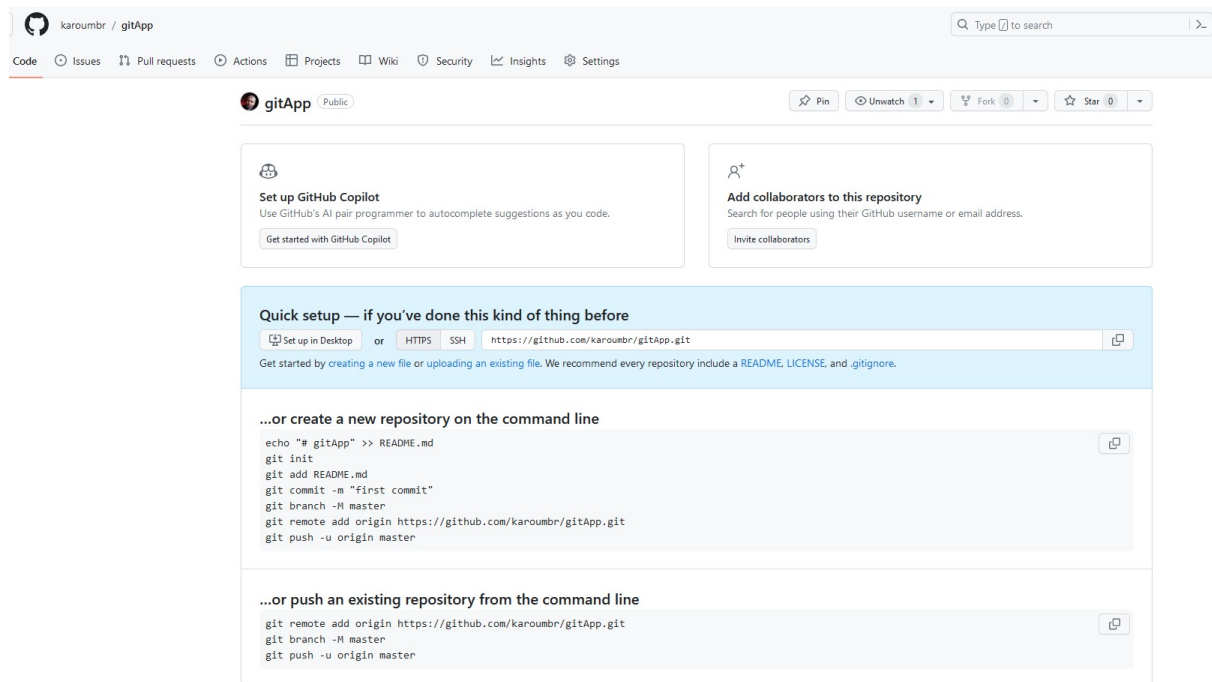 karoumbr / gitApp
Type / to search
Code Issues Pull requests Actions Projects Wiki Security Insights Settings
gitApp Public
Pin Unwatch 1 Fork 0 Star 0
Set up GitHub Copilot
Use GitHub's AI pair programmer to autocomplete suggestions as you code.
Get started with GitHub Copilot
Add collaborators to this repository
Search for people using their GitHub username or email address.
Invite collaborators
Quick setup — if you've done this kind of thing before
Set up in Desktop or HTTPS SSH https://github.com/karoumbr/gitApp.git
Get started by creating a new file or uploading an existing file. We recommend every repository include a README, LICENSE, and .gitignore.
…or create a new repository on the command line
echo "# gitApp" >> README.md
git init
git add README.md
git commit -m "first commit"
git branch -M master
git remote add origin https://github.com/karoumbr/gitApp.git
git push -u origin master
…or push an existing repository from the command line
git remote add origin https://github.com/karoumbr/gitApp.git
git branch -M master
git push -u origin master